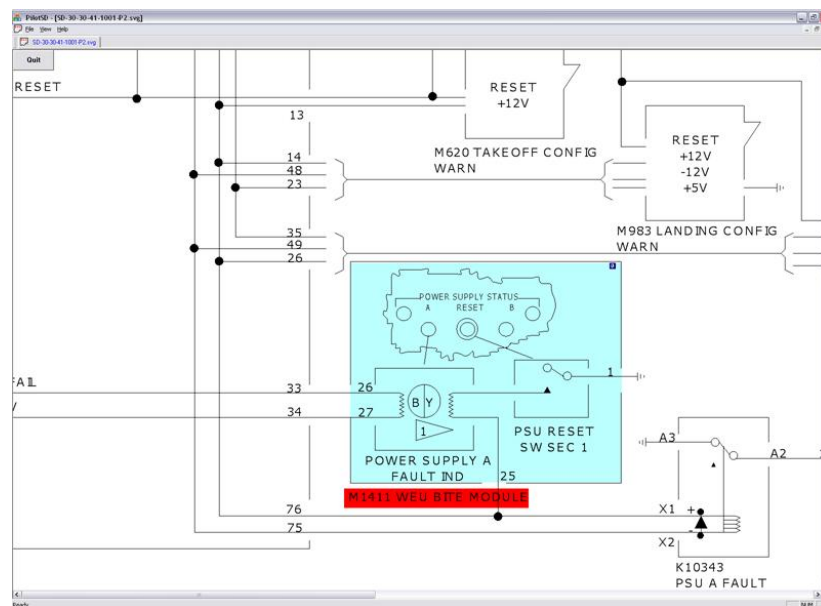 PilotSD - [SD-30-30-41-1001-P2.svg]
File View Help
SD-30-30-41-1001-P2.svg
Quit
RESET
13
RESET
+12V
M620 TAKEOFF CONFIG
WARN
RESET
+12V
-12V
+5V
M983 LANDING CONFIG
WARN
14
48
23
35
49
26
POWER SUPPLY STATUS
A RESET B
33
34
26
27
B Y
1
POWER SUPPLY A
FAULT IND
1
PSU RESET
SW SEC 1
25
M1411 WEU BITE MODULE
76
75
A3
A2
X1 +
-
X2
K10343
PSU A FAULT
Ready